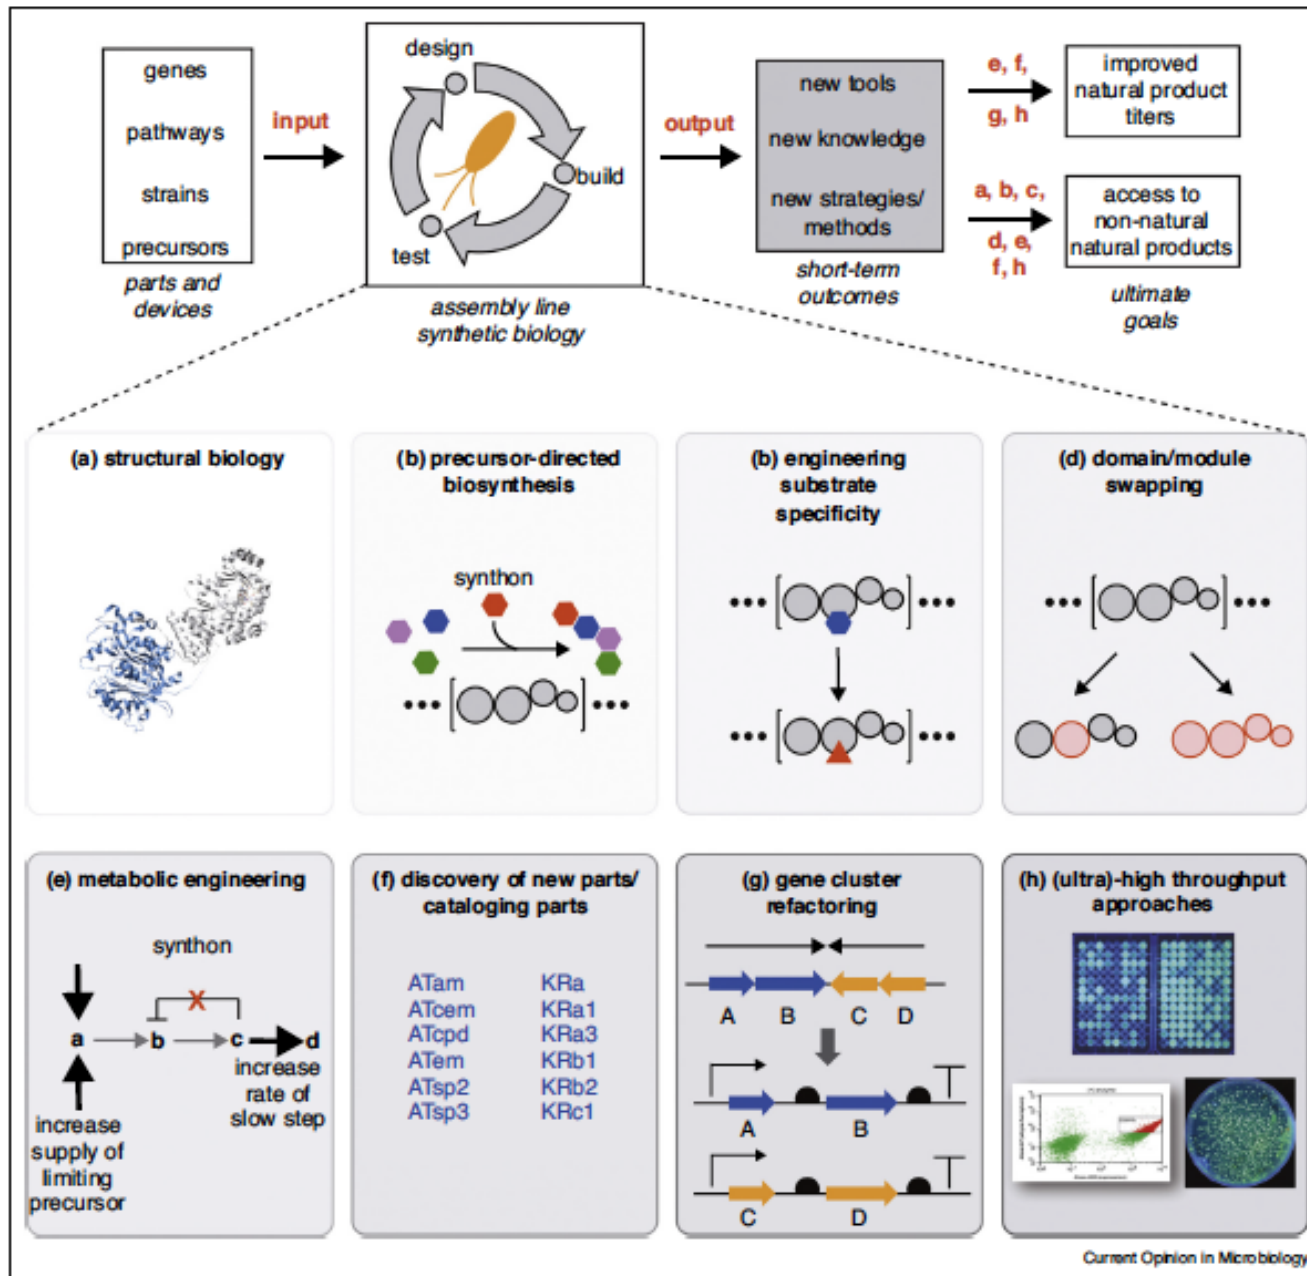 genes
pathways
strains
precursors
parts and
devices
input
design
build
test
assembly line
synthetic biology
output
new tools
new knowledge
new strategies/
methods
short-term
outcomes
e, f,
g, h
improved
natural product
titers
a, b, c,
d, e,
f, h
access to
non-natural
natural products
ultimate
goals
(a) structural biology
(b) precursor-directed
biosynthesis
synthon
(b) engineering
substrate
specificity
(d) domain/module
swapping
(e) metabolic engineering
synthon
X
a
b
c
d
increase
rate of
slow step
increase
supply of
limiting
precursor
(f) discovery of new parts/
cataloging parts
ATam KRa
ATcem KRa1
ATcpd KRa3
ATem KRb1
ATsp2 KRb2
ATsp3 KRc1
(g) gene cluster
refactoring
A B C D
A B
C D
(h) (ultra)-high throughput
approaches
Current Opinion in Microbiology